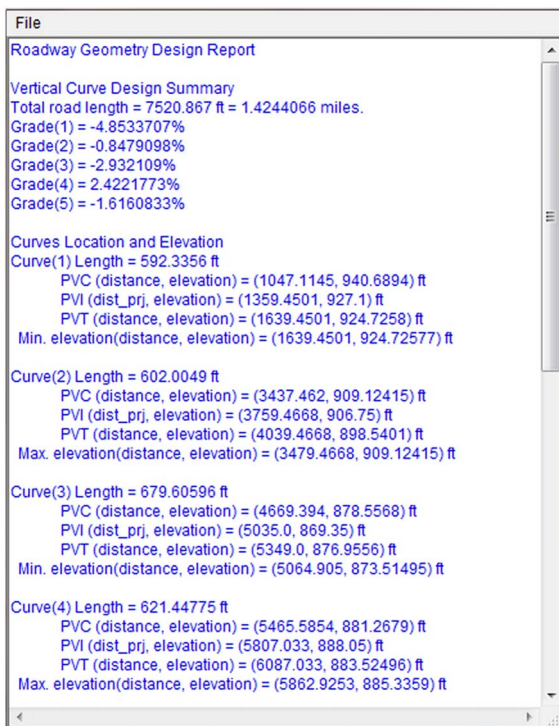 File
Roadway Geometry Design Report
Vertical Curve Design Summary
Total road length = 7520.867 ft = 1.4244066 miles.
Grade(1) = -4.8533707%
Grade(2) = -0.8479098%
Grade(3) = -2.932109%
Grade(4) = 2.4221773%
Grade(5) = -1.6160833%
Curves Location and Elevation
Curve(1) Length = 592.3356 ft
PVC (distance, elevation) = (1047.1145, 940.6894) ft
PVI (dist_prj, elevation) = (1359.4501, 927.1) ft
PVT (distance, elevation) = (1639.4501, 924.7258) ft
Min. elevation(distance, elevation) = (1639.4501, 924.72577) ft
Curve(2) Length = 602.0049 ft
PVC (distance, elevation) = (3437.462, 909.12415) ft
PVI (dist_prj, elevation) = (3759.4668, 906.75) ft
PVT (distance, elevation) = (4039.4668, 898.5401) ft
Max. elevation(distance, elevation) = (3479.4668, 909.12415) ft
Curve(3) Length = 679.60596 ft
PVC (distance, elevation) = (4669.394, 878.5568) ft
PVI (dist_prj, elevation) = (5035.0, 869.35) ft
PVT (distance, elevation) = (5349.0, 876.9556) ft
Min. elevation(distance, elevation) = (5064.905, 873.51495) ft
Curve(4) Length = 621.44775 ft
PVC (distance, elevation) = (5465.5854, 881.2679) ft
PVI (dist_prj, elevation) = (5807.033, 888.05) ft
PVT (distance, elevation) = (6087.033, 883.52496) ft
Max. elevation(distance, elevation) = (5862.9253, 885.3359) ft